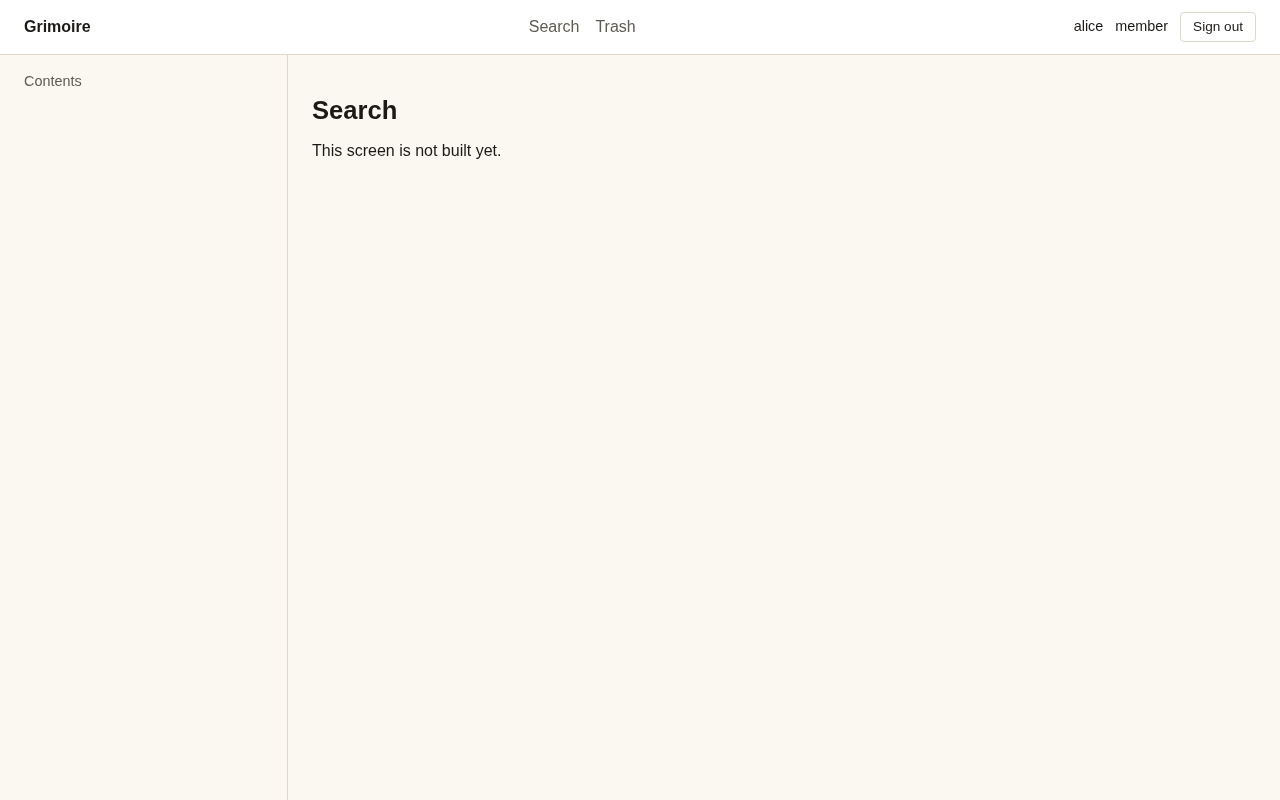 Grimoire
Search Trash
alice member Sign out
Contents
Search
This screen is not built yet.